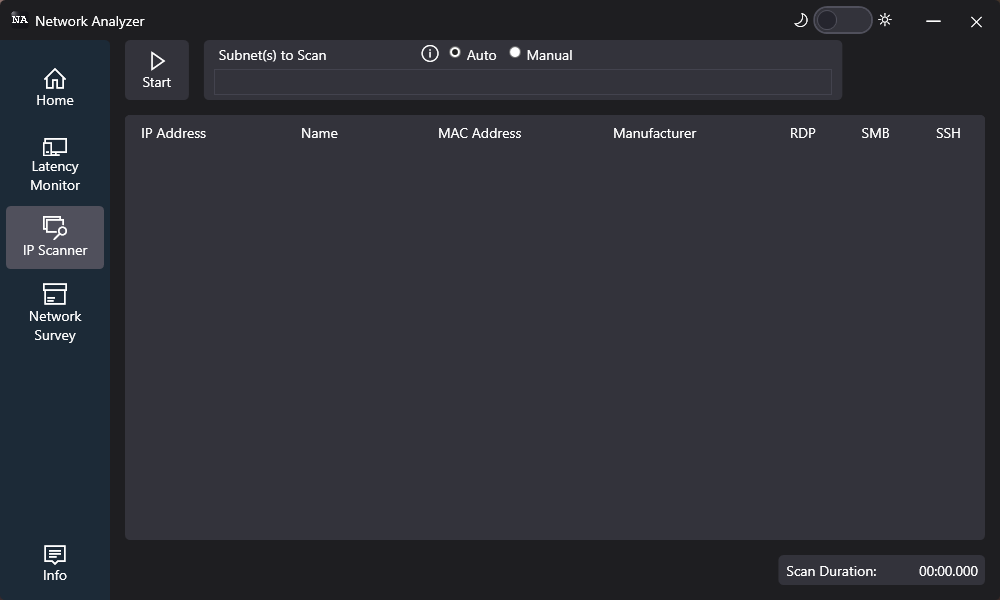 NA Network Analyzer
Start
Subnet(s) to Scan
Auto
Manual
Home
Latency
Monitor
IP Scanner
Network
Survey
Info
IP Address Name MAC Address Manufacturer RDP SMB SSH
Scan Duration: 00:00.000